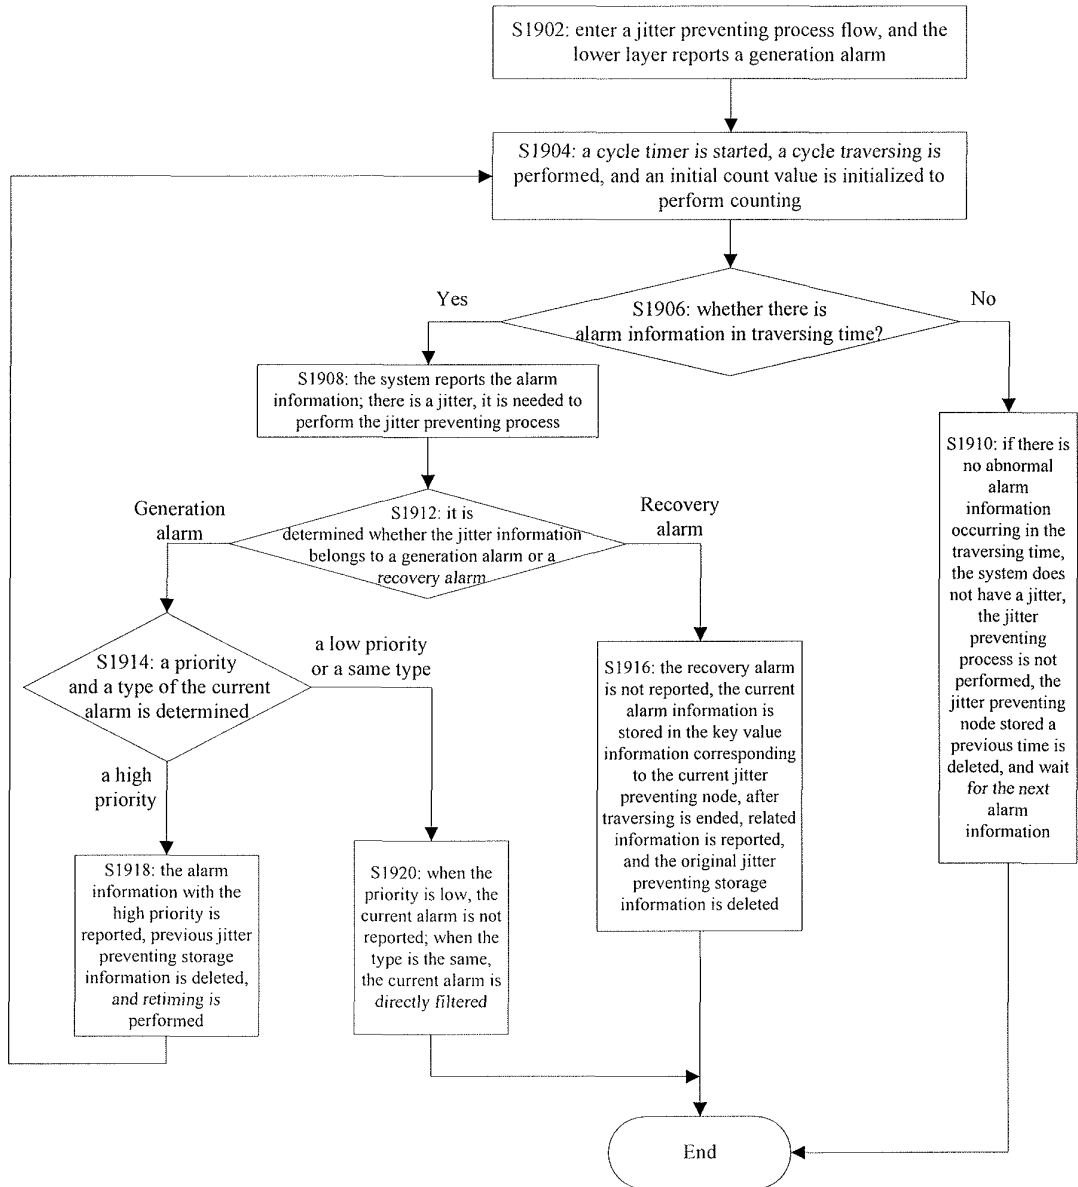 S1902: enter a jitter preventing process flow, and the
lower layer reports a generation alarm
S1904: a cycle timer is started, a cycle traversing is
performed, and an initial count value is initialized to
perform counting
Yes
S1906: whether there is
alarm information in traversing time?
No
S1908: the system reports the alarm
information; there is a jitter, it is needed to
perform the jitter preventing process
S1910: if there is
no abnormal
alarm
information
occurring in the
traversing time,
the system does
not have a jitter,
the jitter
preventing
process is not
performed, the
jitter preventing
node stored a
previous time is
deleted, and wait
for the next
alarm
information
Generation
alarm
S1912: it is
determined whether the jitter information
belongs to a generation alarm or a
recovery alarm
Recovery
alarm
S1914: a priority
and a type of the current
alarm is determined
a low priority
or a same type
S1916: the recovery alarm
is not reported, the current
alarm information is
stored in the key value
information corresponding
to the current jitter
preventing node, after
traversing is ended, related
information is reported,
and the original jitter
preventing storage
information is deleted
a high
priority
S1918: the alarm
information with the
high priority is
reported, previous jitter
preventing storage
information is deleted,
and retiming is
performed
S1920: when the
priority is low, the
current alarm is not
reported; when the
type is the same,
the current alarm is
directly filtered
End